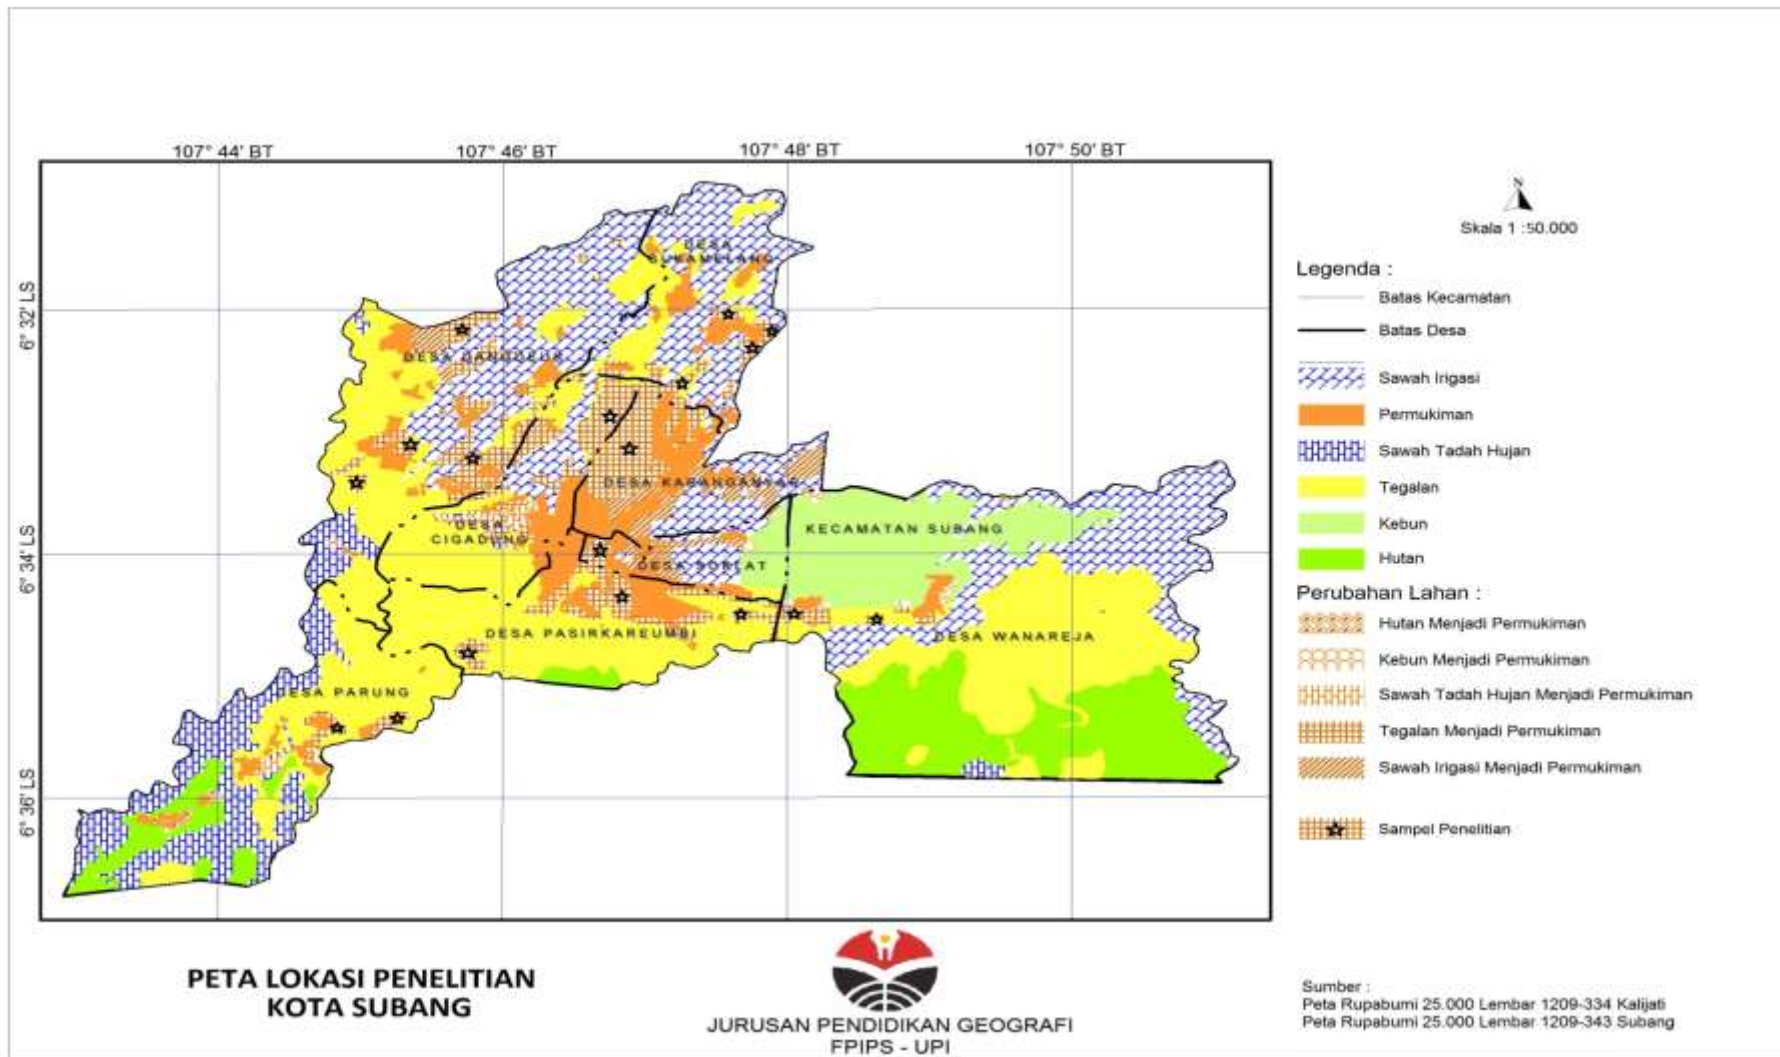 107° 44' BT
107° 46' BT
107° 48' BT
107° 50' BT
6° 32' LS
6° 34' LS
6° 36' LS
DESA
SUKAMELANG
DESA DANGDEUR
DESA KARANGANYAR
DESA
CIGADUNG
KECAMATAN SUBANG
DESA SOKLAT
DESA PASIRKAREUMBI
DESA WANAREJA
DESA PARUNG
N
Skala 1 :50.000
Legenda :
Batas Kecamatan
Batas Desa
Sawah Irigasi
Permukiman
Sawah Tadah Hujan
Tegalan
Kebun
Hutan
Perubahan Lahan :
Hutan Menjadi Permukiman
Kebun Menjadi Permukiman
Sawah Tadah Hujan Menjadi Permukiman
Tegalan Menjadi Permukiman
Sawah Irigasi Menjadi Permukiman
Sampel Penelitian
PETA LOKASI PENELITIAN
KOTA SUBANG
JURUSAN PENDIDIKAN GEOGRAFI
FPIPS - UPI
Sumber :
Peta Rupabumi 25.000 Lembar 1209-334 Kalijati
Peta Rupabumi 25.000 Lembar 1209-343 Subang